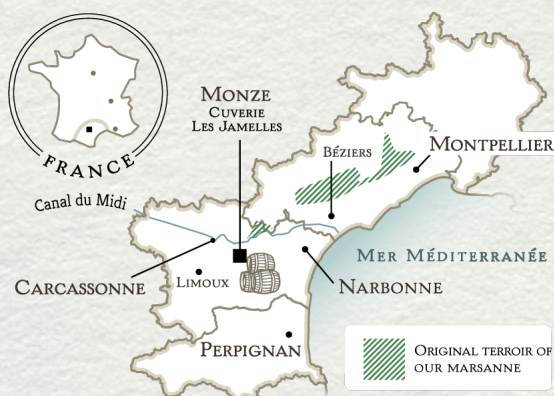 FRANCE
Canal du Midi
MONZE
CUVERIE
LES JAMELLES
BÉZIERS
MONTPELLIER
MER MÉDITERRANÉE
CARCASSONNE
LIMOUX
NARBONNE
PERPIGNAN
ORIGINAL TERROIR OF
OUR MARSANNE